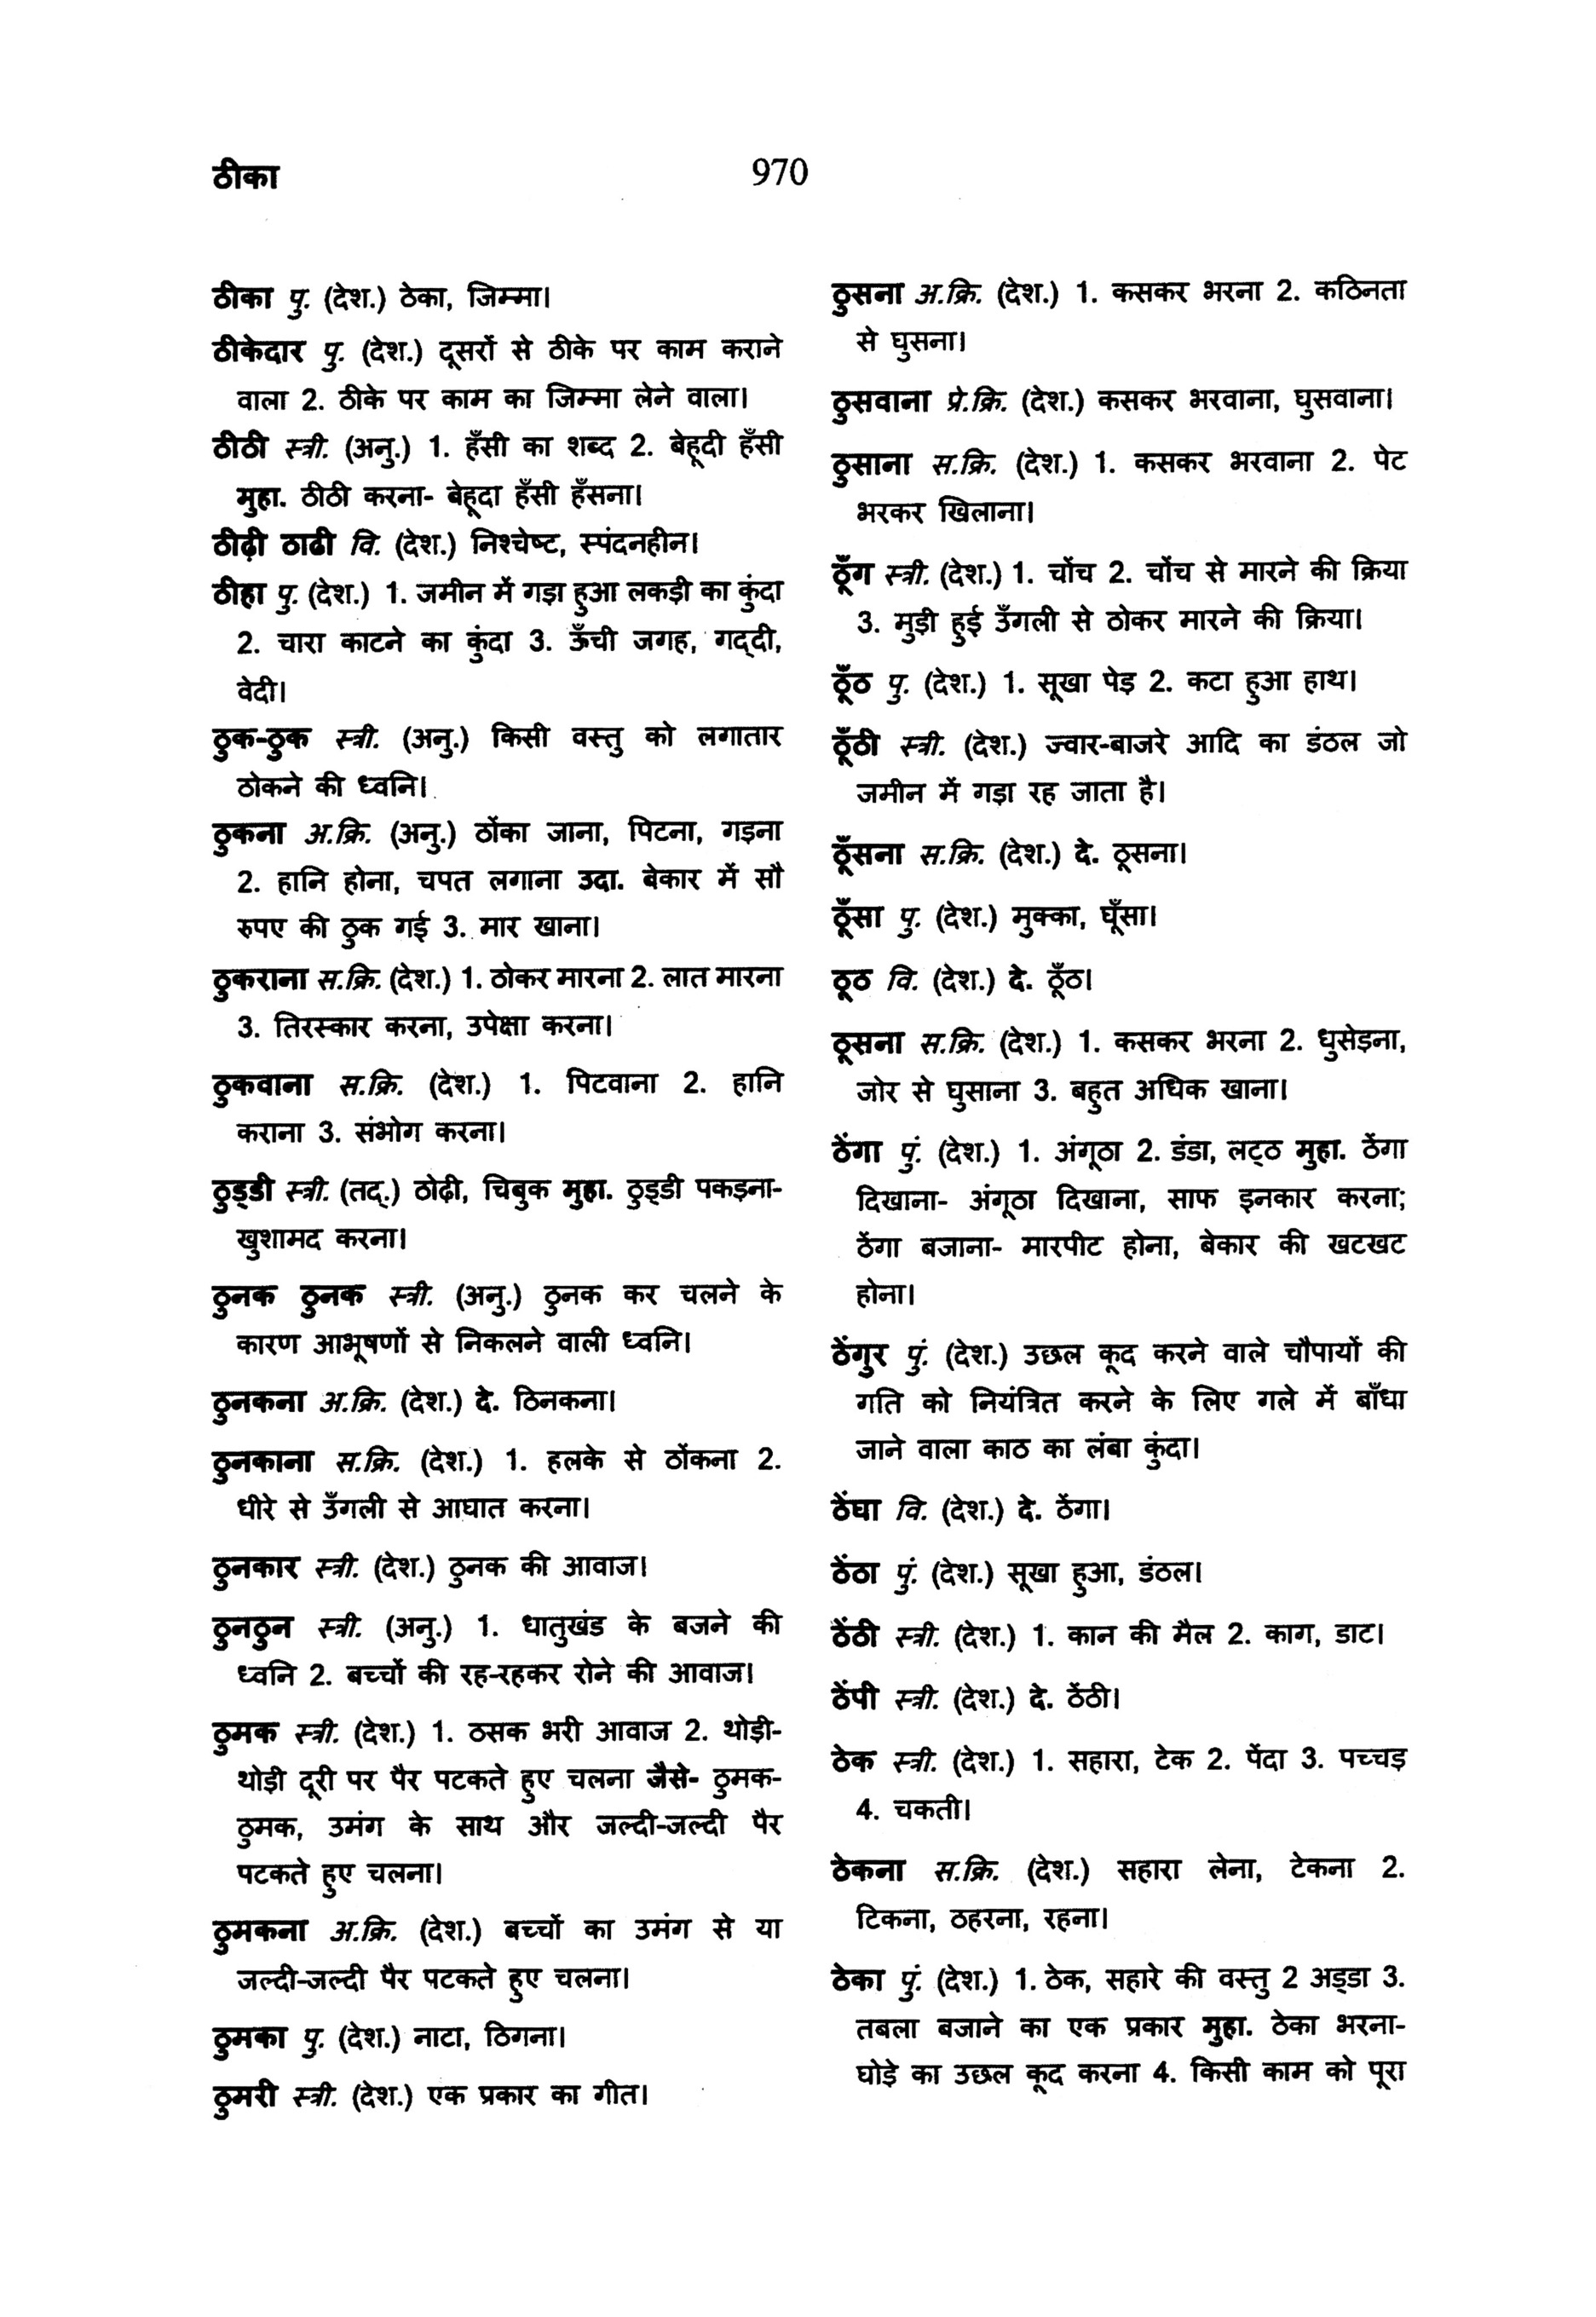 ठीका
970
ठीका पु. (देश.) ठेका, जिम्मा।
ठीकेदार पु. (देश.) दूसरों से ठीके पर काम कराने
वाला 2. ठीके पर काम का जिम्मा लेने वाला।
ठीठी स्त्री. (अनु.) 1. हँसी का शब्द 2. बेहूदी हँसी
मुहा. ठीठी करना- बेहूदा हँसी हँसना।
ठीढ़ी ठाढी वि. (देश.) निश्चेष्ट, स्पंदनहीन।
ठीहा पु. (देश.) 1. जमीन में गड़ा हुआ लकड़ी का कुंदा
2. चारा काटने का कुंदा 3. ऊँची जगह, गद्दी,
वेदी।
ठुक-ठुक स्त्री. (अनु.) किसी वस्तु को लगातार
ठोकने की ध्वनि।
ठुकना अ.क्रि. (अनु.) ठोंका जाना, पिटना, गड़ना
2. हानि होना, चपत लगाना उदा. बेकार में सौ
रुपए की ठुक गई 3. मार खाना।
ठुकराना स.क्रि. (देश.) 1. ठोकर मारना 2. लात मारना
3. तिरस्कार करना, उपेक्षा करना।
ठुकवाना स.क्रि. (देश.) 1. पिटवाना 2. हानि
कराना 3. संभोग करना।
ठुड्डी स्त्री. (तद्.) ठोढ़ी, चिबुक मुहा. ठुड्डी पकड़ना-
खुशामद करना।
ठुनक ठुनक स्त्री. (अनु.) ठुनक कर चलने के
कारण आभूषणों से निकलने वाली ध्वनि।
ठुनकना अ.क्रि. (देश.) दे. ठिनकना।
ठुनकाना स.क्रि. (देश.) 1. हलके से ठोंकना 2.
धीरे से उँगली से आघात करना।
ठुनकार स्त्री. (देश.) ठुनक की आवाज।
ठुनठुन स्त्री. (अनु.) 1. धातुखंड के बजने की
ध्वनि 2. बच्चों की रह-रहकर रोने की आवाज।
ठुमक स्त्री. (देश.) 1. ठसक भरी आवाज 2. थोड़ी-
थोड़ी दूरी पर पैर पटकते हुए चलना जैसे- ठुमक-
ठुमक, उमंग के साथ और जल्दी-जल्दी पैर
पटकते हुए चलना।
ठुमकना अ.क्रि. (देश.) बच्चों का उमंग से या
जल्दी-जल्दी पैर पटकते हुए चलना।
ठुमका पु. (देश.) नाटा, ठिगना।
ठुमरी स्त्री. (देश.) एक प्रकार का गीत।
ठुसना अ.क्रि. (देश.) 1. कसकर भरना 2. कठिनता
से घुसना।
ठुसवाना प्रे.क्रि. (देश.) कसकर भरवाना, घुसवाना।
ठुसाना स.क्रि. (देश.) 1. कसकर भरवाना 2. पेट
भरकर खिलाना।
ठूँग स्त्री. (देश.) 1. चोंच 2. चोंच से मारने की क्रिया
3. मुड़ी हुई उँगली से ठोकर मारने की क्रिया।
ठूँठ पु. (देश.) 1. सूखा पेड़ 2. कटा हुआ हाथ।
ठूँठी स्त्री. (देश.) ज्वार-बाजरे आदि का डंठल जो
जमीन में गड़ा रह जाता है।
ठूँसना स.क्रि. (देश.) दे. ठूसना।
ठूँसा पु. (देश.) मुक्का, घूँसा।
ठूठ वि. (देश.) दे. ठूँठ।
ठूसना स.क्रि. (देश.) 1. कसकर भरना 2. धुसेड़ना,
जोर से घुसाना 3. बहुत अधिक खाना।
ठेंगा पुं. (देश.) 1. अंगूठा 2. डंडा, लट्ठ मुहा. ठेंगा
दिखाना- अंगूठा दिखाना, साफ इनकार करना;
ठेंगा बजाना- मारपीट होना, बेकार की खटखट
होना।
ठेंगुर पुं. (देश.) उछल कूद करने वाले चौपायों की
गति को नियंत्रित करने के लिए गले में बाँधा
जाने वाला काठ का लंबा कुंदा।
ठेंघा वि. (देश.) दे. ठेंगा।
ठेंठा पुं. (देश.) सूखा हुआ, डंठल।
ठेंठी स्त्री. (देश.) 1. कान की मैल 2. काग, डाट।
ठेंपी स्त्री. (देश.) दे. ठेंठी।
ठेक स्त्री. (देश.) 1. सहारा, टेक 2. पेंदा 3. पच्चड़
4. चकती।
ठेकना स.क्रि. (देश.) सहारा लेना, टेकना 2.
टिकना, ठहरना, रहना।
ठेका पुं. (देश.) 1. ठेक, सहारे की वस्तु 2 अड्डा 3.
तबला बजाने का एक प्रकार मुहा. ठेका भरना-
घोड़े का उछल कूद करना 4. किसी काम को पूरा